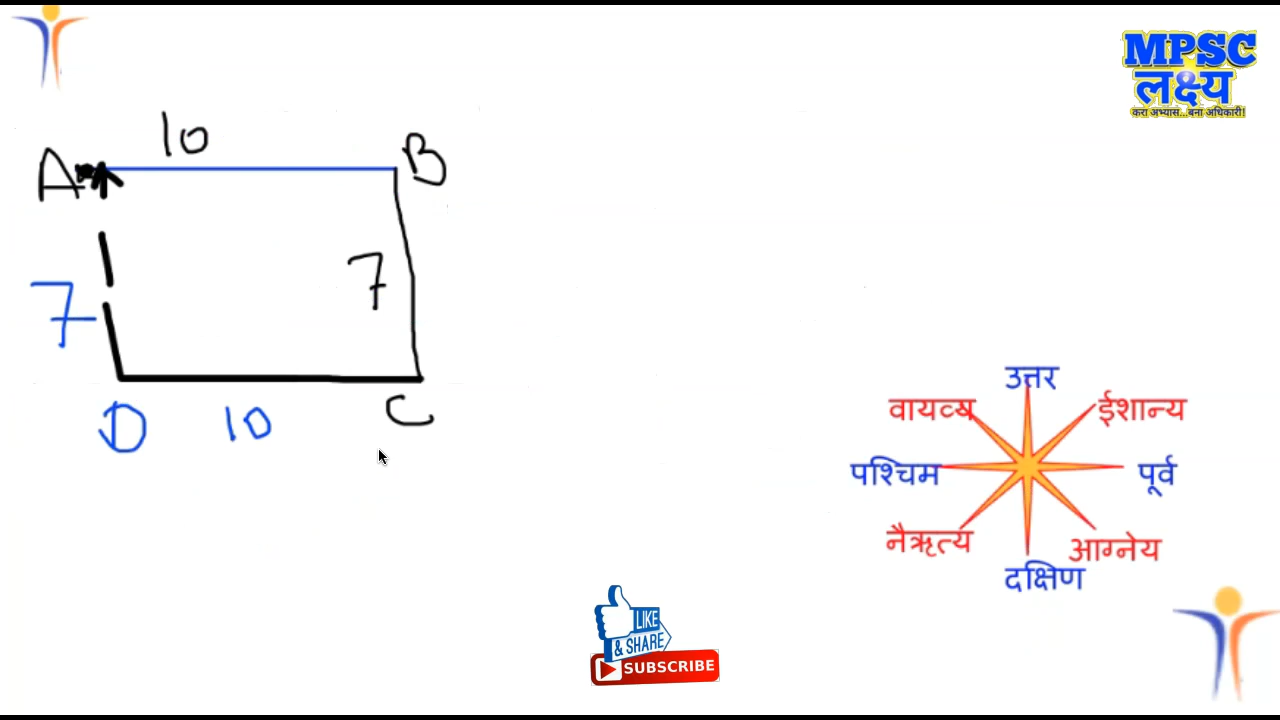 MPSC
लक्ष्य
करा अभ्यास...बना अधिकारी!
10
A
B
7
7
D
10
C
उत्तर
वायव्य
ईशान्य
पश्चिम
पूर्व
नैऋत्य
आग्नेय
दक्षिण
LIKE
& SHARE
SUBSCRIBE